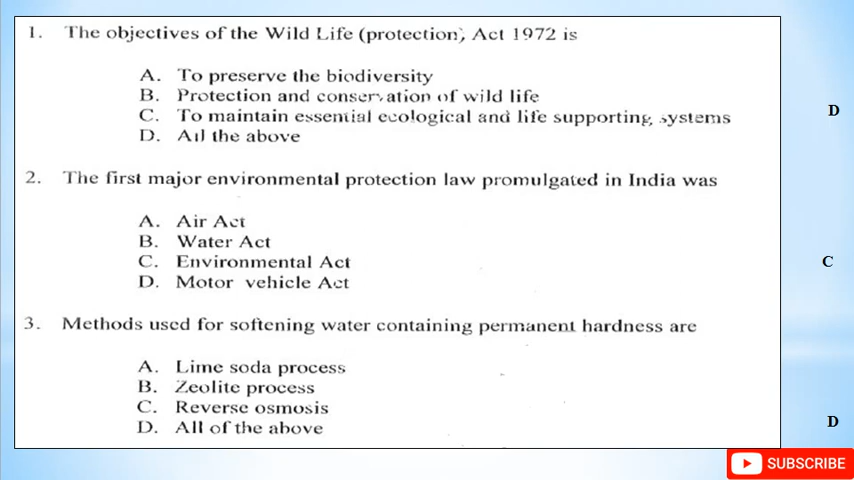 1. The objectives of the Wild Life (protection) Act 1972 is
A. To preserve the biodiversity
B. Protection and conservation of wild life
C. To maintain essential ecological and life supporting systems
D. All the above
D
2. The first major environmental protection law promulgated in India was
A. Air Act
B. Water Act
C. Environmental Act
D. Motor vehicle Act
C
3. Methods used for softening water containing permanent hardness are
A. Lime soda process
B. Zeolite process
C. Reverse osmosis
D. All of the above
D
SUBSCRIBE